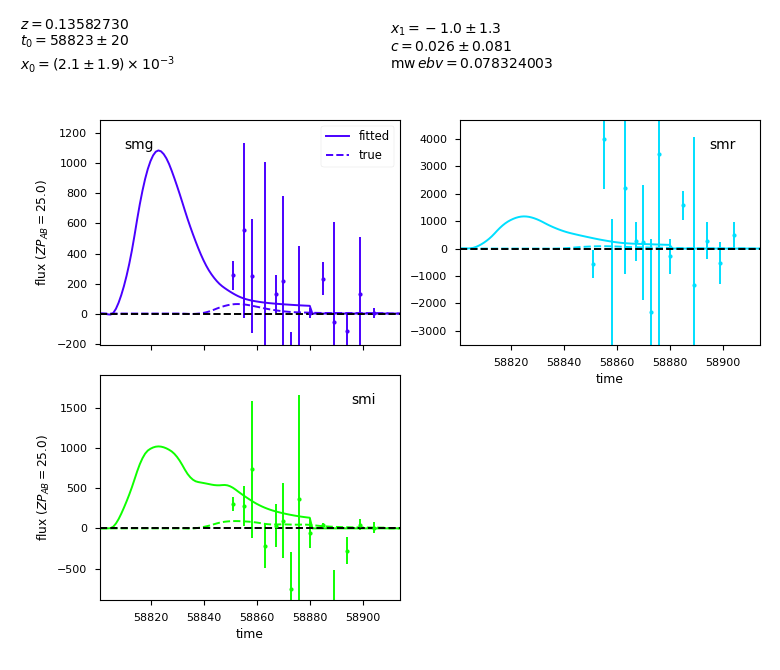 z = 0.13582730
t₀ = 58823 ± 20
x₀ = (2.1 ± 1.9) × 10⁻³
x₁ = −1.0 ± 1.3
c = 0.026 ± 0.081
mw ebv = 0.078324003
smg
fitted
true
flux (ZP_AB = 25.0)
1200
1000
800
600
400
200
0
−200
smr
4000
3000
2000
1000
0
−1000
−2000
−3000
58820 58840 58860 58880 58900
time
smi
flux (ZP_AB = 25.0)
1500
1000
500
0
−500
58820 58840 58860 58880 58900
time